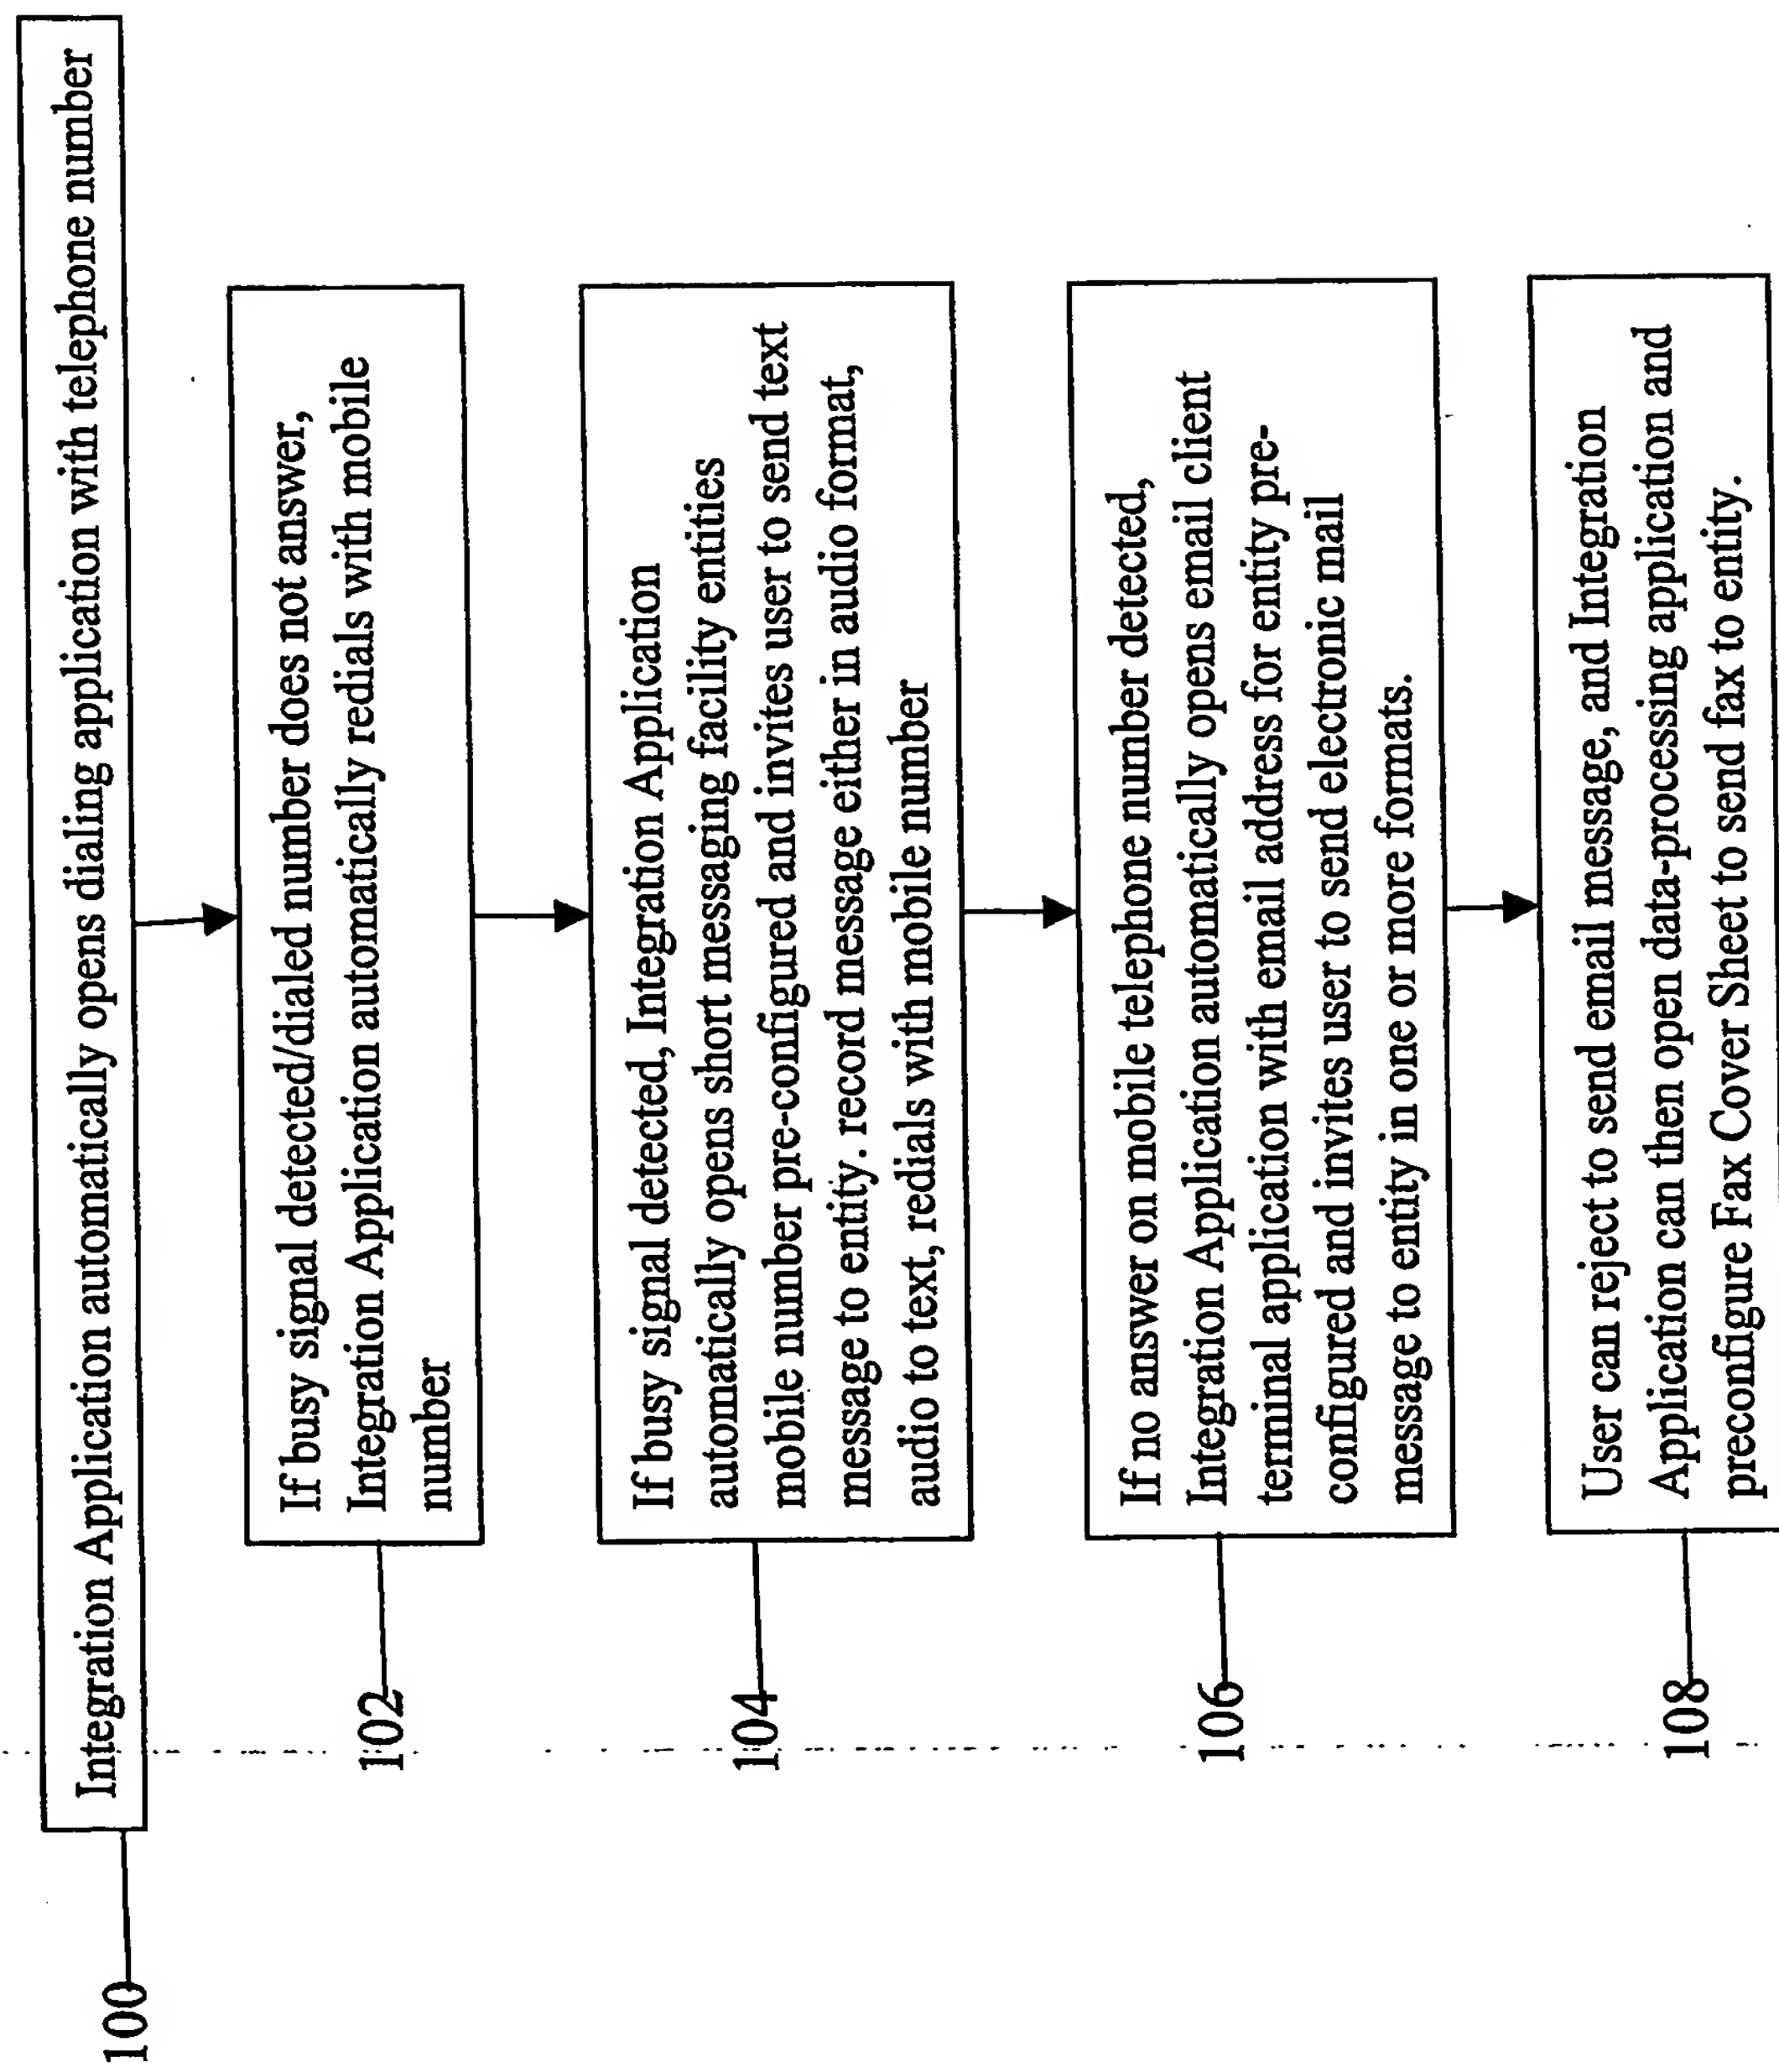 100
Integration Application automatically opens dialing application with telephone number
102
If busy signal detected/dialed number does not answer,
Integration Application automatically redials with mobile
number
104
If busy signal detected, Integration Application
automatically opens short messaging facility entities
mobile number pre-configured and invites user to send text
message to entity. record message either in audio format,
audio to text, redials with mobile number
106
If no answer on mobile telephone number detected,
Integration Application automatically opens email client
terminal application with email address for entity pre-
configured and invites user to send electronic mail
message to entity in one or more formats.
108
User can reject to send email message, and Integration
Application can then open data-processing application and
preconfigure Fax Cover Sheet to send fax to entity.